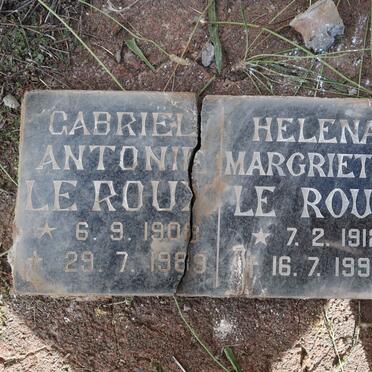 GABRIEL
ANTONIE
LE ROUX
* 6.9.190
† 29.7.1989
HELENA
MARGRIET
LE ROU
* 7.2.191
† 16.7.199